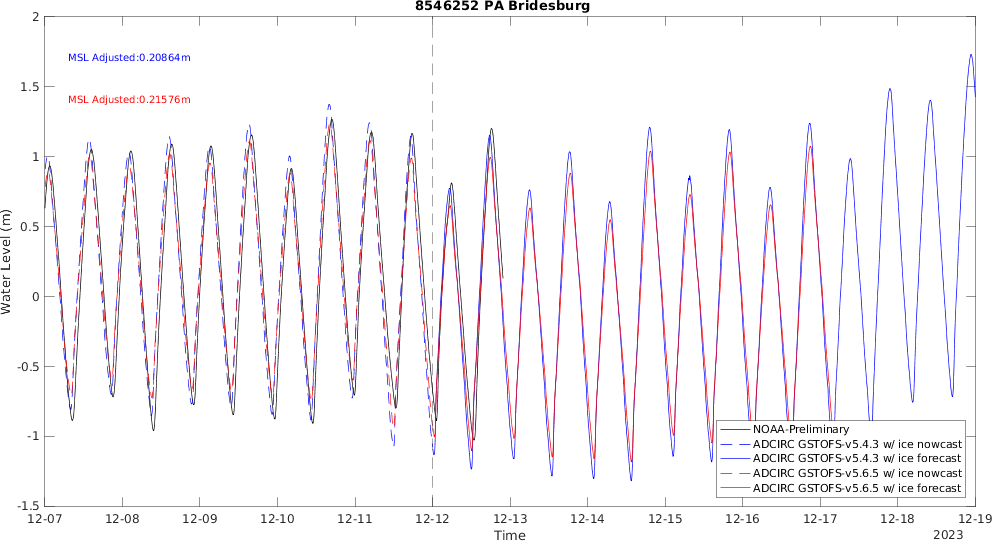 8546252 PA Bridesburg
2
1.5
1
0.5
0
-0.5
-1
-1.5
Water Level (m)
MSL Adjusted:0.20864m
MSL Adjusted:0.21576m
NOAA-Preliminary
ADCIRC GSTOFS-v5.4.3 w/ ice nowcast
ADCIRC GSTOFS-v5.4.3 w/ ice forecast
ADCIRC GSTOFS-v5.6.5 w/ ice nowcast
ADCIRC GSTOFS-v5.6.5 w/ ice forecast
12-07 12-08 12-09 12-10 12-11 12-12 12-13 12-14 12-15 12-16 12-17 12-18 12-19
Time
2023